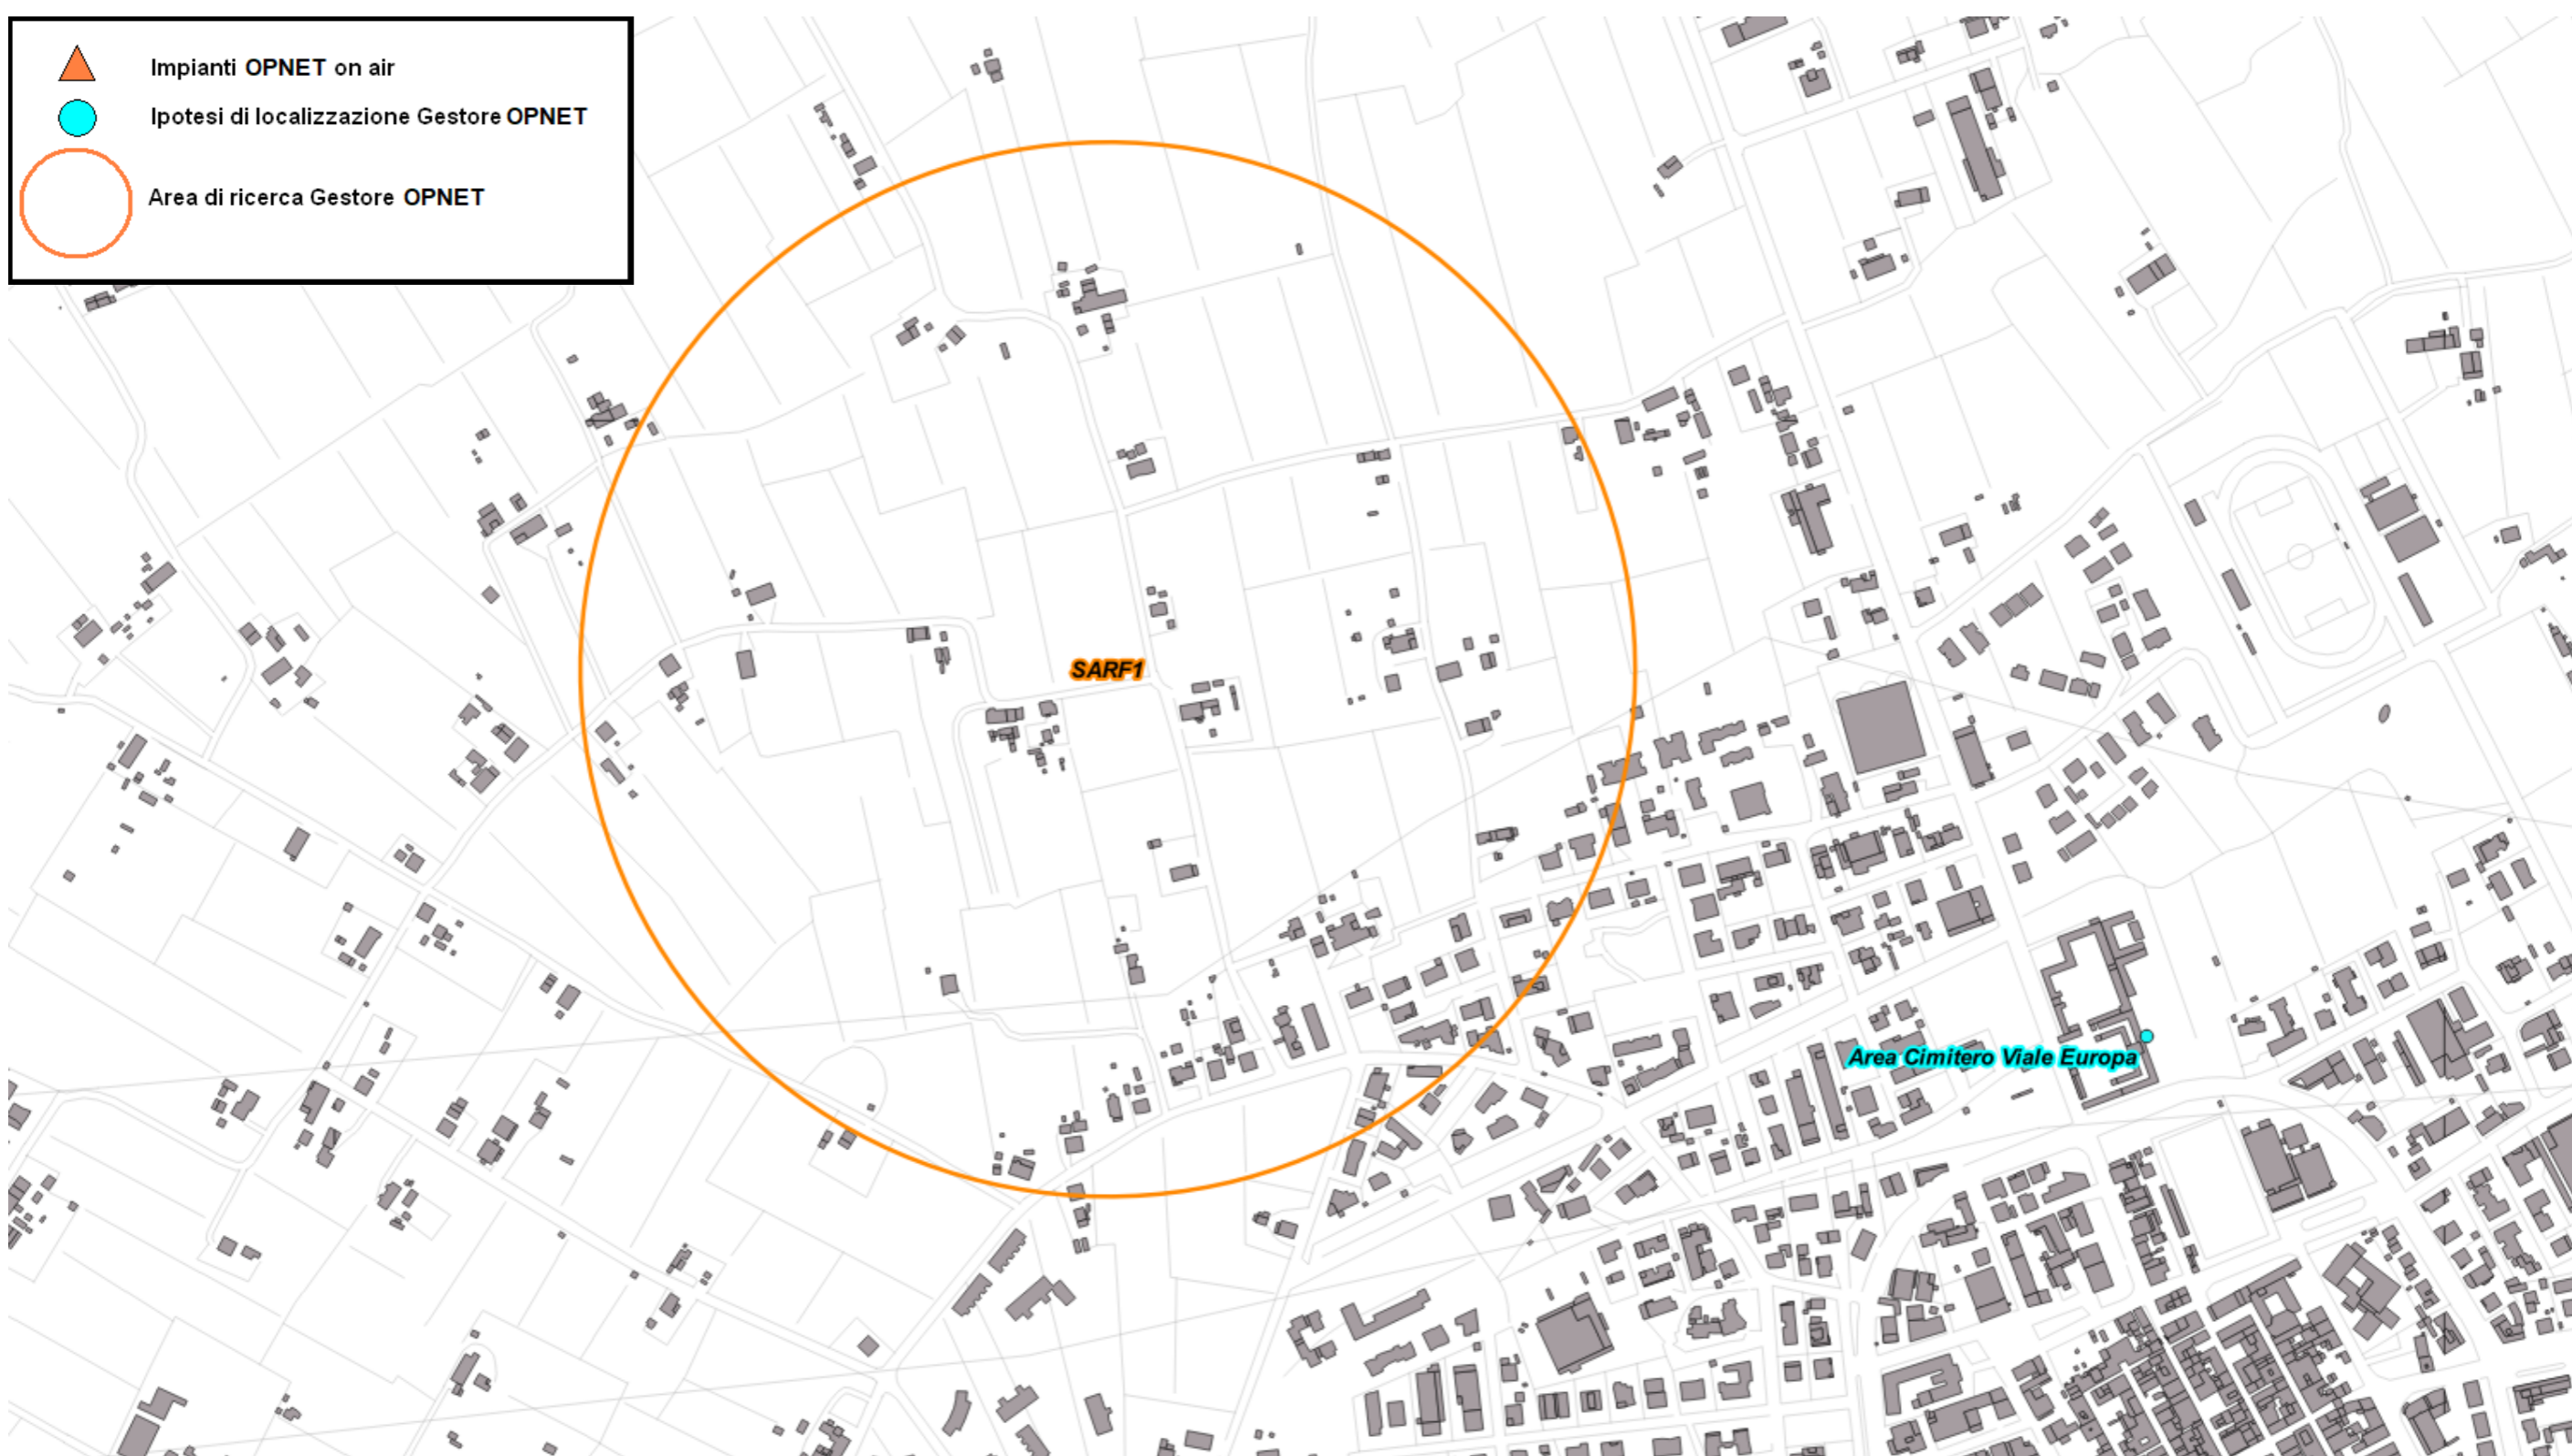 Impianti OPNET on air
Ipotesi di localizzazione Gestore OPNET
Area di ricerca Gestore OPNET
SARF1
Area Cimitero Viale Europa